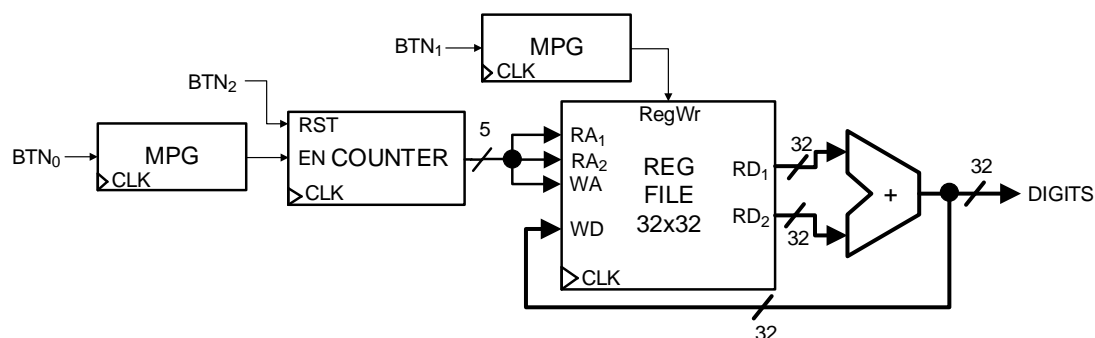 BTN1
MPG
CLK
BTN2
RST
EN COUNTER
CLK
BTN0
MPG
CLK
5
RegWr
RA1
RA2
WA
WD
REG
FILE
32x32
RD1
RD2
CLK
32
32
+
32
DIGITS
32